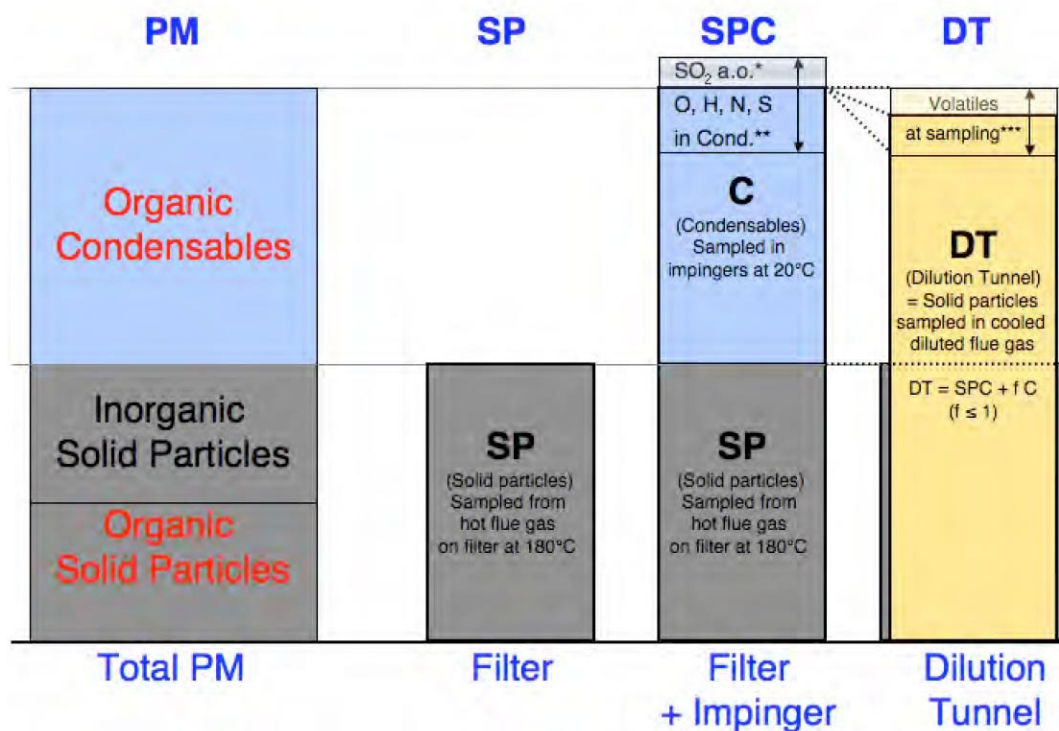 PM
SP
SPC
DT
Organic
Condensables
Inorganic
Solid Particles
Organic
Solid Particles
SP
(Solid particles)
Sampled from
hot flue gas
on filter at 180°C
SO₂ a.o.*
O, H, N, S
in Cond.**
C
(Condensables)
Sampled in
impingers at 20°C
SP
(Solid particles)
Sampled from
hot flue gas
on filter at 180°C
Volatiles
at sampling***
DT
(Dilution Tunnel)
= Solid particles
sampled in cooled
diluted flue gas
DT = SPC + f C
(f ≤ 1)
Total PM
Filter
Filter
+ Impinger
Dilution
Tunnel